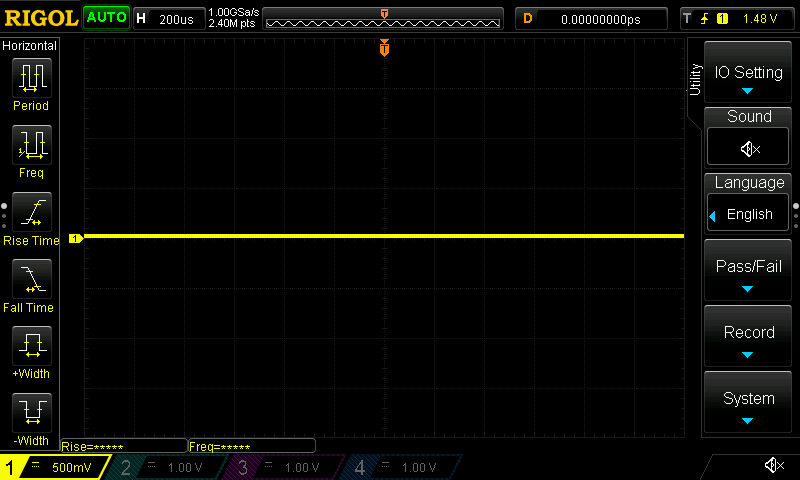 RIGOL AUTO H 200us 1.00GSa/s 2.40M pts T D 0.00000000ps T 1 1.48 V
Horizontal
Period
Freq
Rise Time
Fall Time
+Width
-Width
T
1
Utility
IO Setting
Sound
Language
English
Pass/Fail
Record
System
Rise=***** Freq=*****
1 500mV 2 1.00 V 3 1.00 V 4 1.00 V